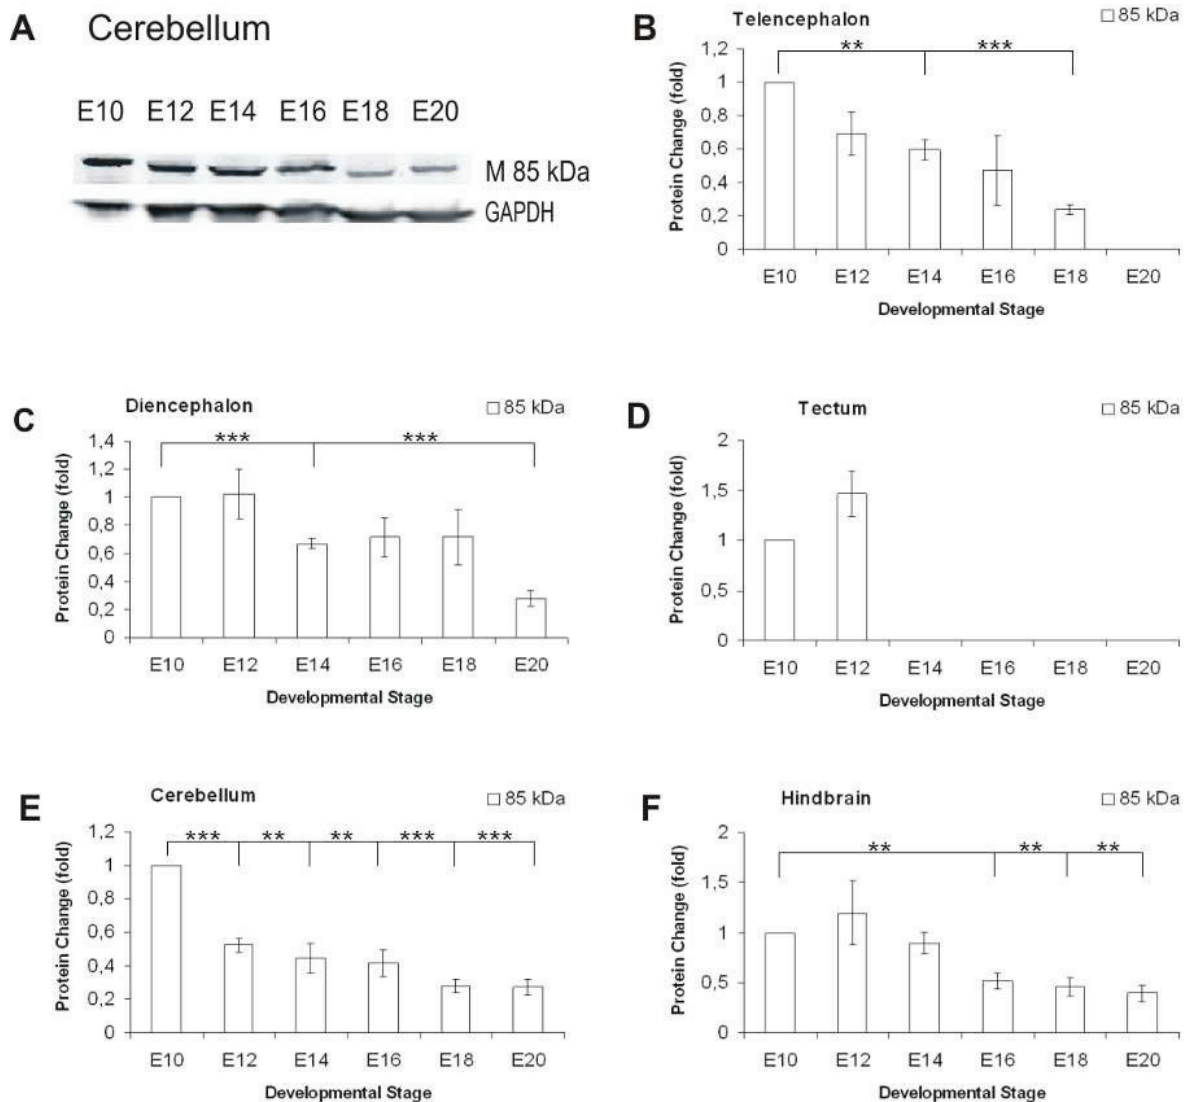 A Cerebellum
E10 E12 E14 E16 E18 E20
M 85 kDa
GAPDH
B Telencephalon
85 kDa
** ***
Protein Change (fold)
1,2
1
0,8
0,6
0,4
0,2
0
E10 E12 E14 E16 E18 E20
Developmental Stage
C Diencephalon
85 kDa
*** ***
Protein Change (fold)
1,4
1,2
1
0,8
0,6
0,4
0,2
0
E10 E12 E14 E16 E18 E20
Developmental Stage
D Tectum
85 kDa
Protein Change (fold)
2
1,5
1
0,5
0
E10 E12 E14 E16 E18 E20
Developmental Stage
E Cerebellum
85 kDa
*** ** ** *** ***
Protein Change (fold)
1,2
1
0,8
0,6
0,4
0,2
0
E10 E12 E14 E16 E18 E20
Developmental Stage
F Hindbrain
85 kDa
** ** **
Protein Change (fold)
2
1,5
1
0,5
0
E10 E12 E14 E16 E18 E20
Developmental Stage